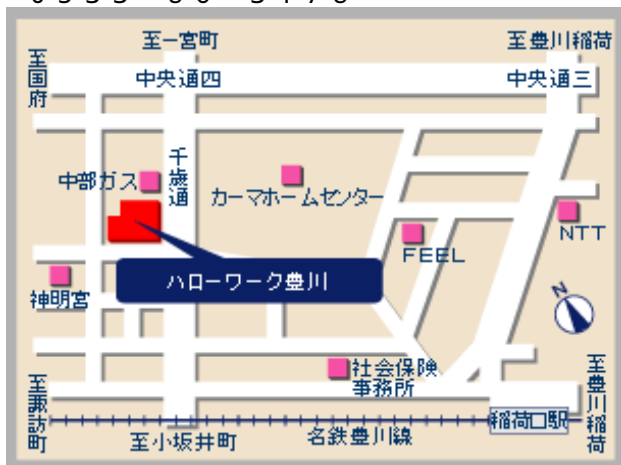 至一宮町
至豊川稲荷
至国府
中央通四
中央通三
千歳通
中部ガス
カーマホームセンター
NTT
FEEL
ハローワーク豊川
神明宮
N
社会保険
事務所
至豊川稲荷
至諏訪町
稲荷口駅
至小坂井町
名鉄豊川線